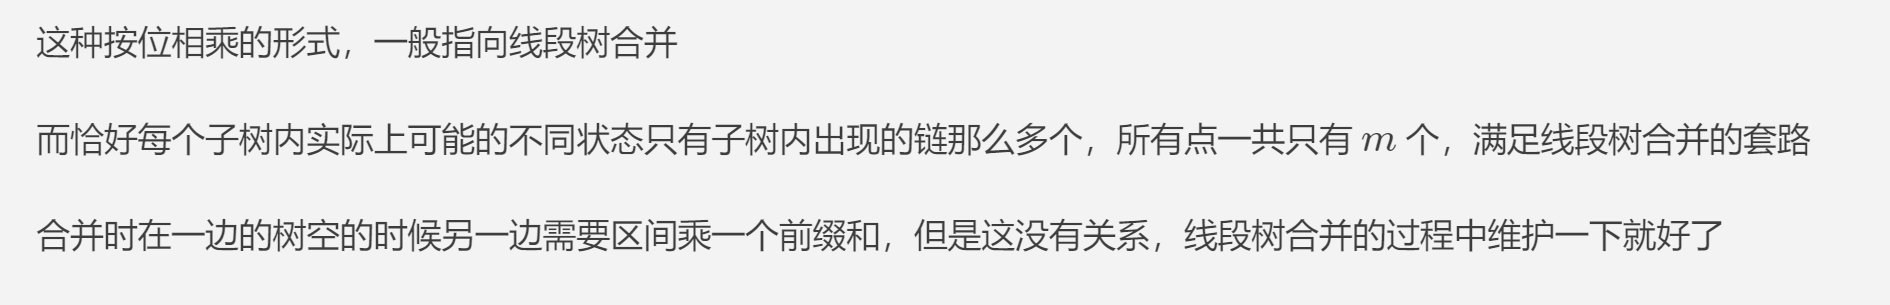 这种按位相乘的形式，一般指向线段树合并
而恰好每个子树内实际上可能的不同状态只有子树内出现的链那么多个，所有点一共只有 m 个，满足线段树合并的套路
合并时在一边的树空的时候另一边需要区间乘一个前缀和，但是这没有关系，线段树合并的过程中维护一下就好了